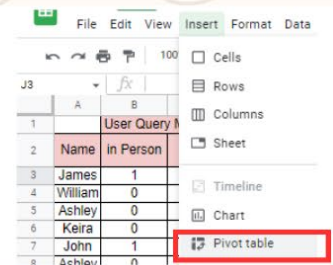 File Edit View Insert Format Data
100
Cells
J3
fx
Rows
A B
Columns
1 User Query
Sheet
2 Name in Person
3 James 1
Timeline
4 William 0
5 Ashley 0
Chart
6 Keira 0
7 John 1
Pivot table
8 Ashley 0